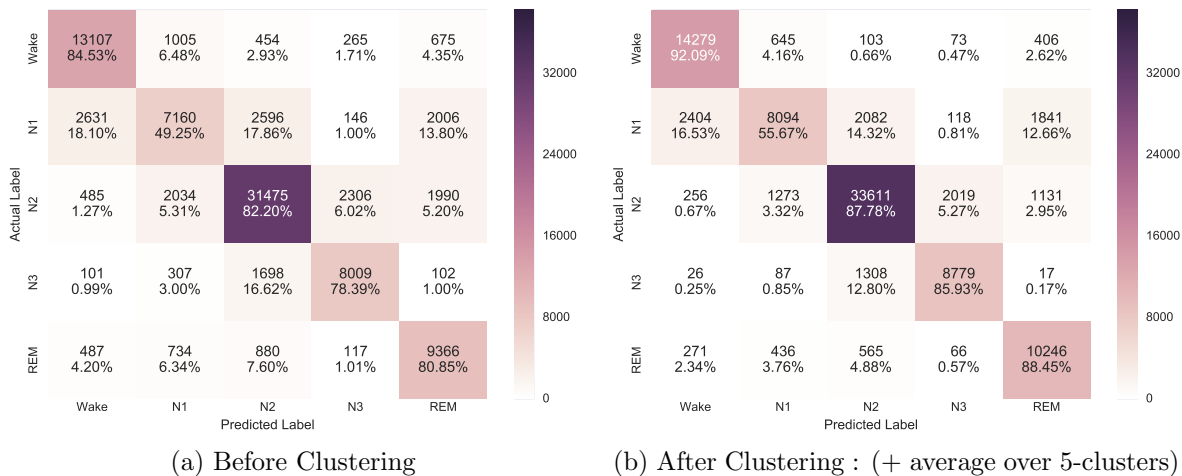 Wake 13107 1005 454 265 675
84.53% 6.48% 2.93% 1.71% 4.35%
N1 2631 7160 2596 146 2006
18.10% 49.25% 17.86% 1.00% 13.80%
N2 485 2034 31475 2306 1990
1.27% 5.31% 82.20% 6.02% 5.20%
N3 101 307 1698 8009 102
0.99% 3.00% 16.62% 78.39% 1.00%
REM 487 734 880 117 9366
4.20% 6.34% 7.60% 1.01% 80.85%
Actual Label
Wake N1 N2 N3 REM
Predicted Label
32000
24000
16000
8000
0
(a) Before Clustering
Wake 14279 645 103 73 406
92.09% 4.16% 0.66% 0.47% 2.62%
N1 2404 8094 2082 118 1841
16.53% 55.67% 14.32% 0.81% 12.66%
N2 256 1273 33611 2019 1131
0.67% 3.32% 87.78% 5.27% 2.95%
N3 26 87 1308 8779 17
0.25% 0.85% 12.80% 85.93% 0.17%
REM 271 436 565 66 10246
2.34% 3.76% 4.88% 0.57% 88.45%
Actual Label
Wake N1 N2 N3 REM
Predicted Label
32000
24000
16000
8000
0
(b) After Clustering : (+ average over 5-clusters)